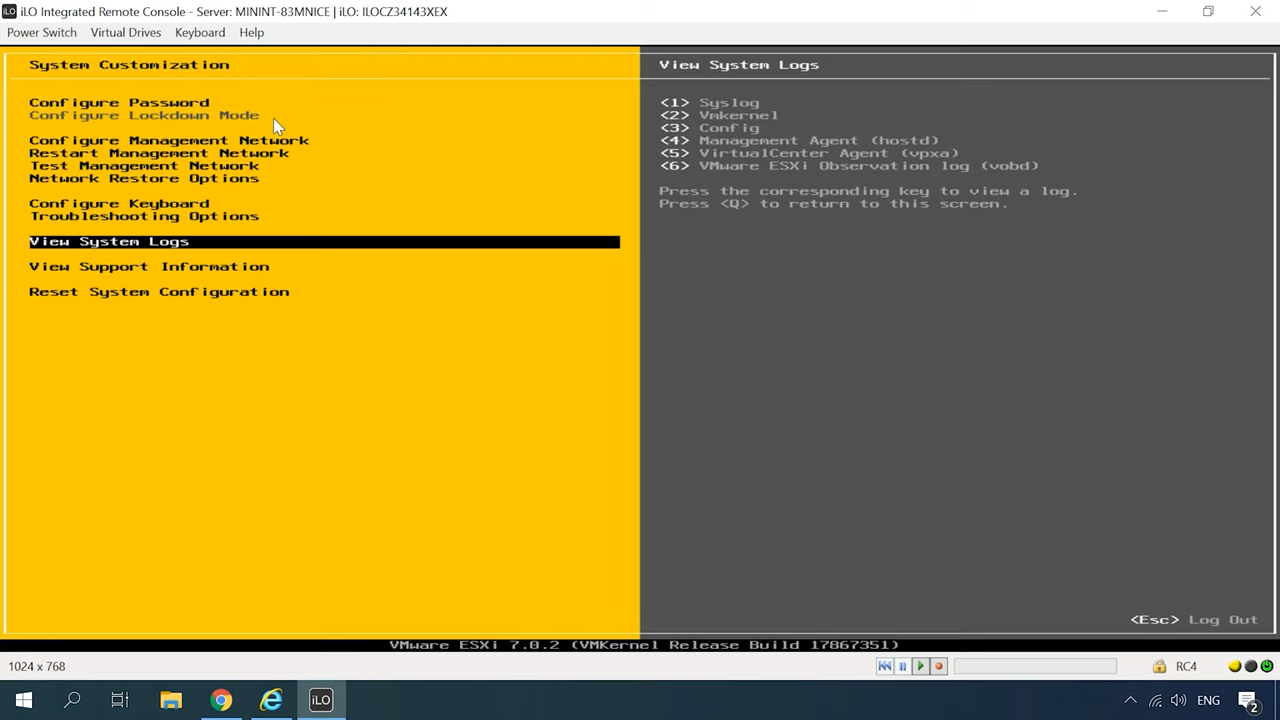 iLO Integrated Remote Console - Server: MININT-83MNICE | iLO: ILOCZ34143XEX
Power Switch Virtual Drives Keyboard Help
System Customization
Configure Password
Configure Lockdown Mode
Configure Management Network
Restart Management Network
Test Management Network
Network Restore Options
Configure Keyboard
Troubleshooting Options
View System Logs
View Support Information
Reset System Configuration
View System Logs
<1> Syslog
<2> Vmkernel
<3> Config
<4> Management Agent (hostd)
<5> VirtualCenter Agent (vpxa)
<6> VMware ESXi Observation log (vobd)
Press the corresponding key to view a log.
Press <Q> to return to this screen.
<Esc> Log Out
VMware ESXi 7.0.2 (VMKernel Release Build 17867351)
1024 x 768
RC4
iLO
ENG
2